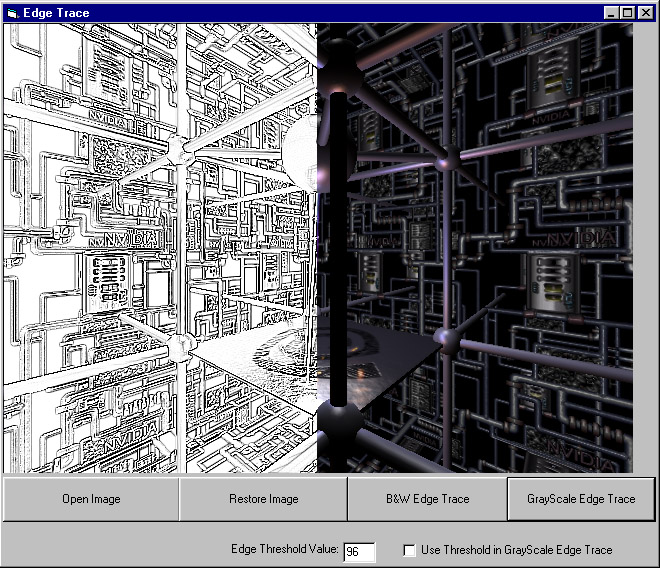 Edge Trace
NVIDIA
NVIDIA
NVIDIA
NVIDIA
NVIDIA
NVIDIA
Open Image
Restore Image
B&W Edge Trace
GrayScale Edge Trace
Edge Threshold Value: 96
Use Threshold in GrayScale Edge Trace